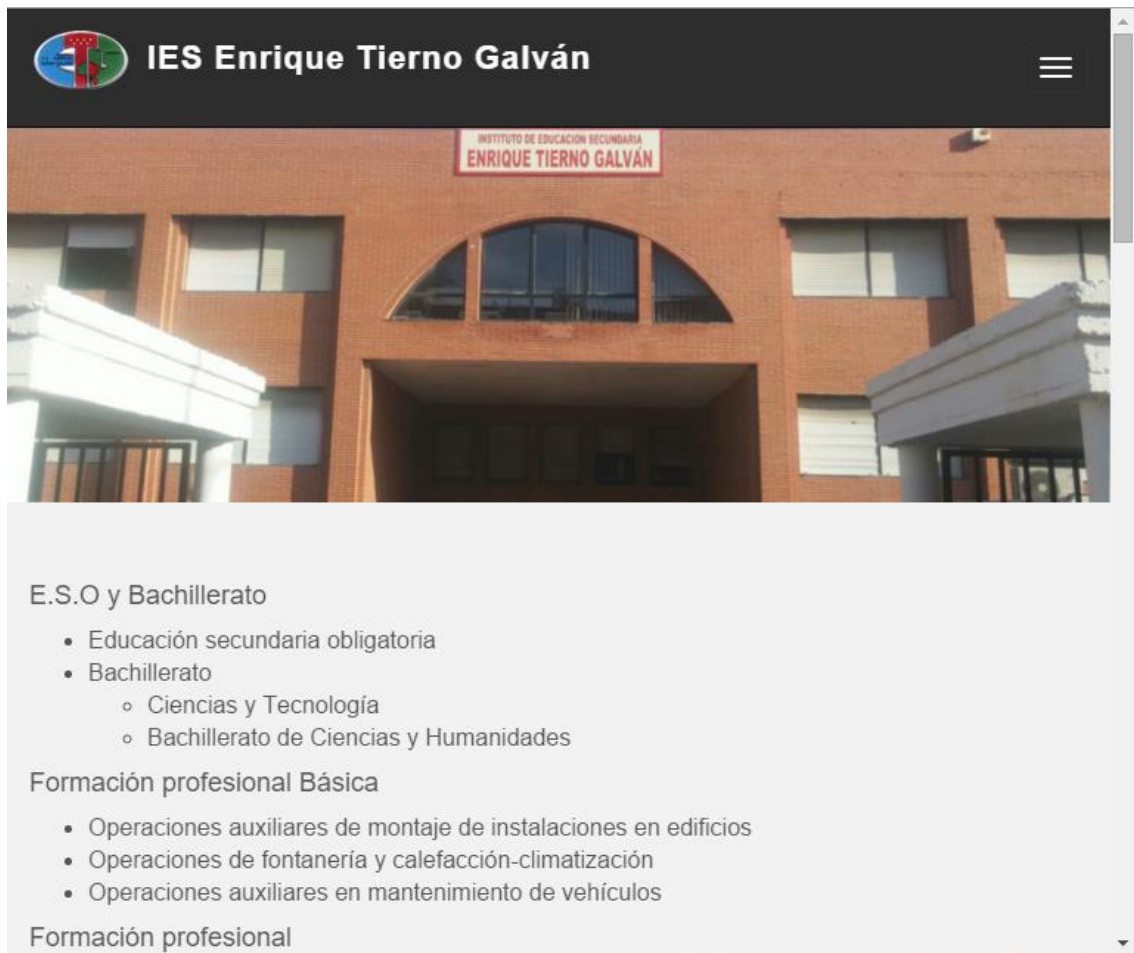 IES Enrique Tierno Galván
INSTITUTO DE EDUCACIÓN SECUNDARIA
ENRIQUE TIERNO GALVÁN
E.S.O y Bachillerato
Educación secundaria obligatoria
Bachillerato
Ciencias y Tecnología
Bachillerato de Ciencias y Humanidades
Formación profesional Básica
Operaciones auxiliares de montaje de instalaciones en edificios
Operaciones de fontanería y calefacción-climatización
Operaciones auxiliares en mantenimiento de vehículos
Formación profesional